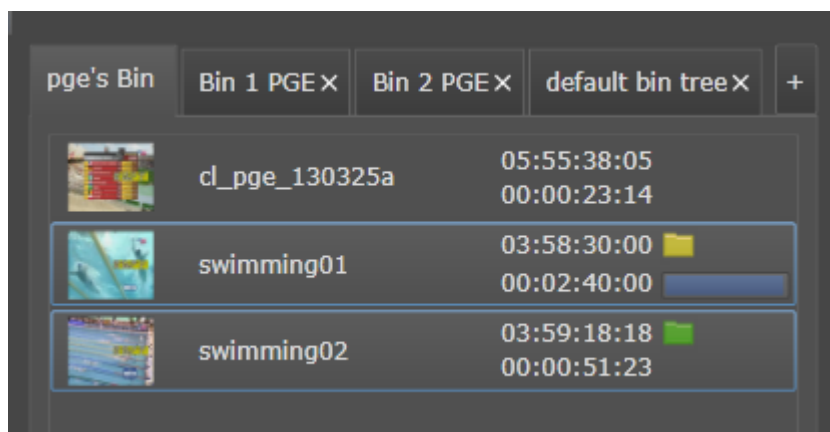 pge's Bin Bin 1 PGE × Bin 2 PGE × default bin tree × +
cl_pge_130325a 05:55:38:05
00:00:23:14
swimming01 03:58:30:00
00:02:40:00
swimming02 03:59:18:18
00:00:51:23